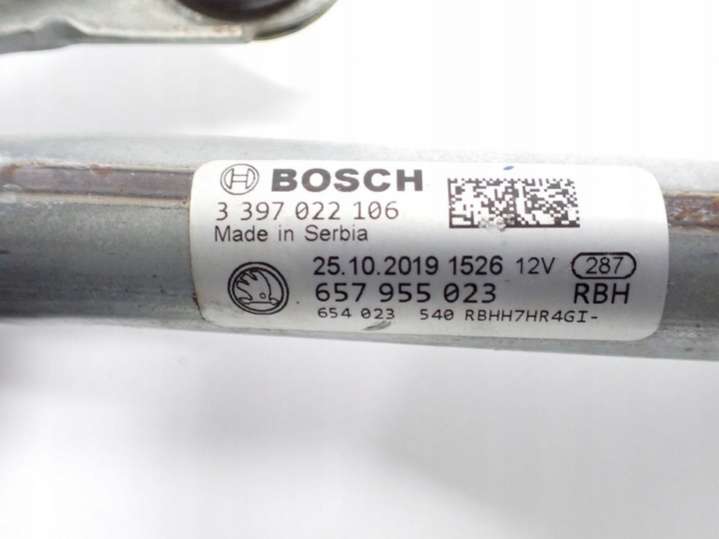 BOSCH
3 397 022 106
Made in Serbia
25.10.2019 1526 12V 287
657 955 023 RBH
654 023 540 RBHH7HR4GI-